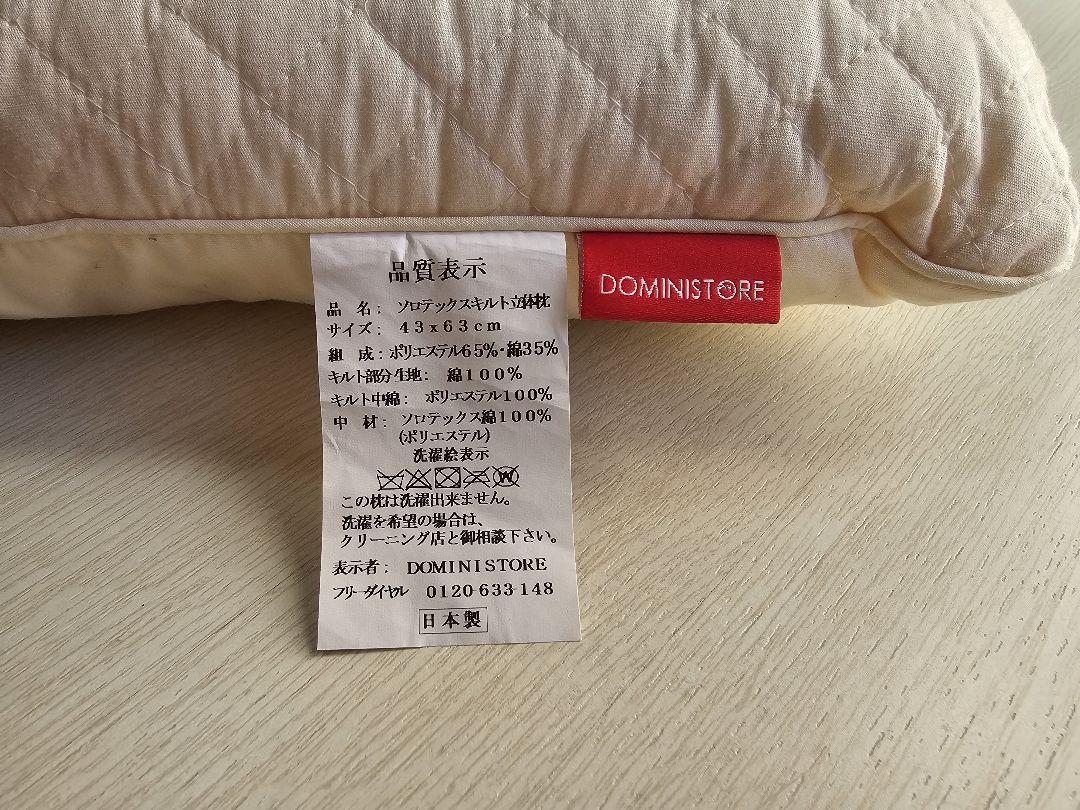 品質表示
品　名： ソロテックスキルト立体枕
サイズ： 43x63cm
組　成：ポリエステル65%・綿35%
キルト部分生地： 綿100%
キルト中綿： ポリエステル100%
中　材： ソロテックス綿100%
(ポリエステル)
洗濯絵表示
W
この枕は洗濯出来ません。
洗濯を希望の場合は、
クリーニング店と御相談下さい。
表示者： DOMINISTORE
フリーダイヤル 0120-633-148
日本製
DOMINISTORE